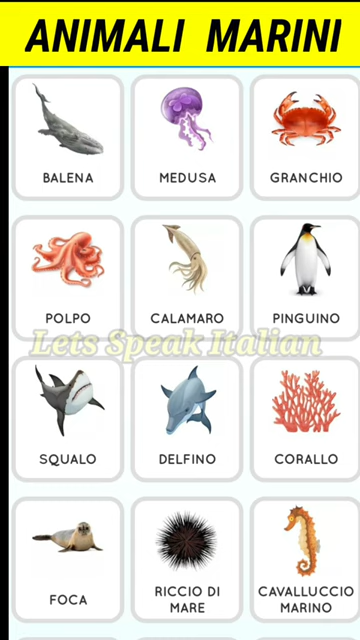 ANIMALI MARINI
BALENA
MEDUSA
GRANCHIO
POLPO
CALAMARO
PINGUINO
Lets Speak Italian
SQUALO
DELFINO
CORALLO
FOCA
RICCIO DI
MARE
CAVALLUCCIO
MARINO